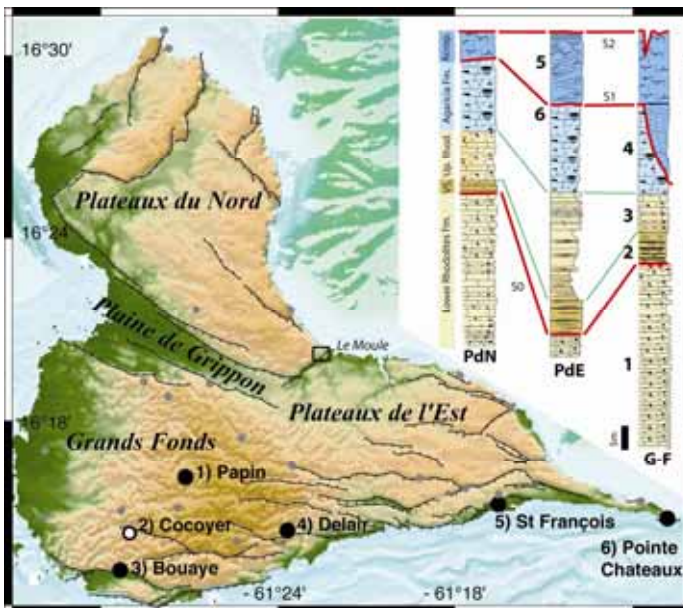 16°30'
Plateaux du Nord
16°24'
Plaine de Grippon
Le Moule
16°18'
Plateaux de l'Est
Grands Fonds
1) Papin
2) Cocoyer
3) Bouaye
4) Delair
5) St François
6) Pointe
Chateaux
- 61°24'
- 61°18'
Agaricia Fm.
Lower Rhodolites Fm.
S2
5
S1
6
4
3
2
S0
1
PdN
PdE
G-F